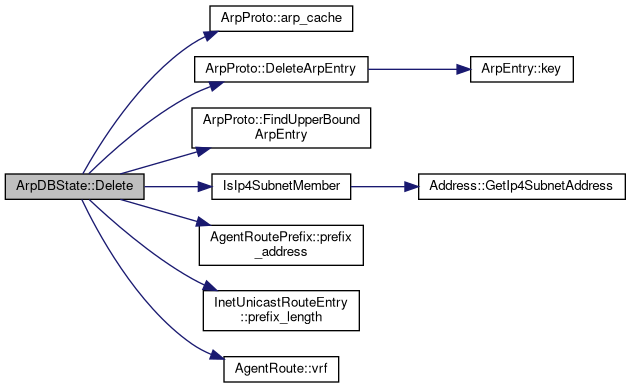 ArpProto::arp_cache
ArpProto::DeleteArpEntry
ArpEntry::key
ArpProto::FindUpperBound
ArpEntry
ArpDBState::Delete
IsIp4SubnetMember
Address::GetIp4SubnetAddress
AgentRoutePrefix::prefix
_address
InetUnicastRouteEntry
::prefix_length
AgentRoute::vrf